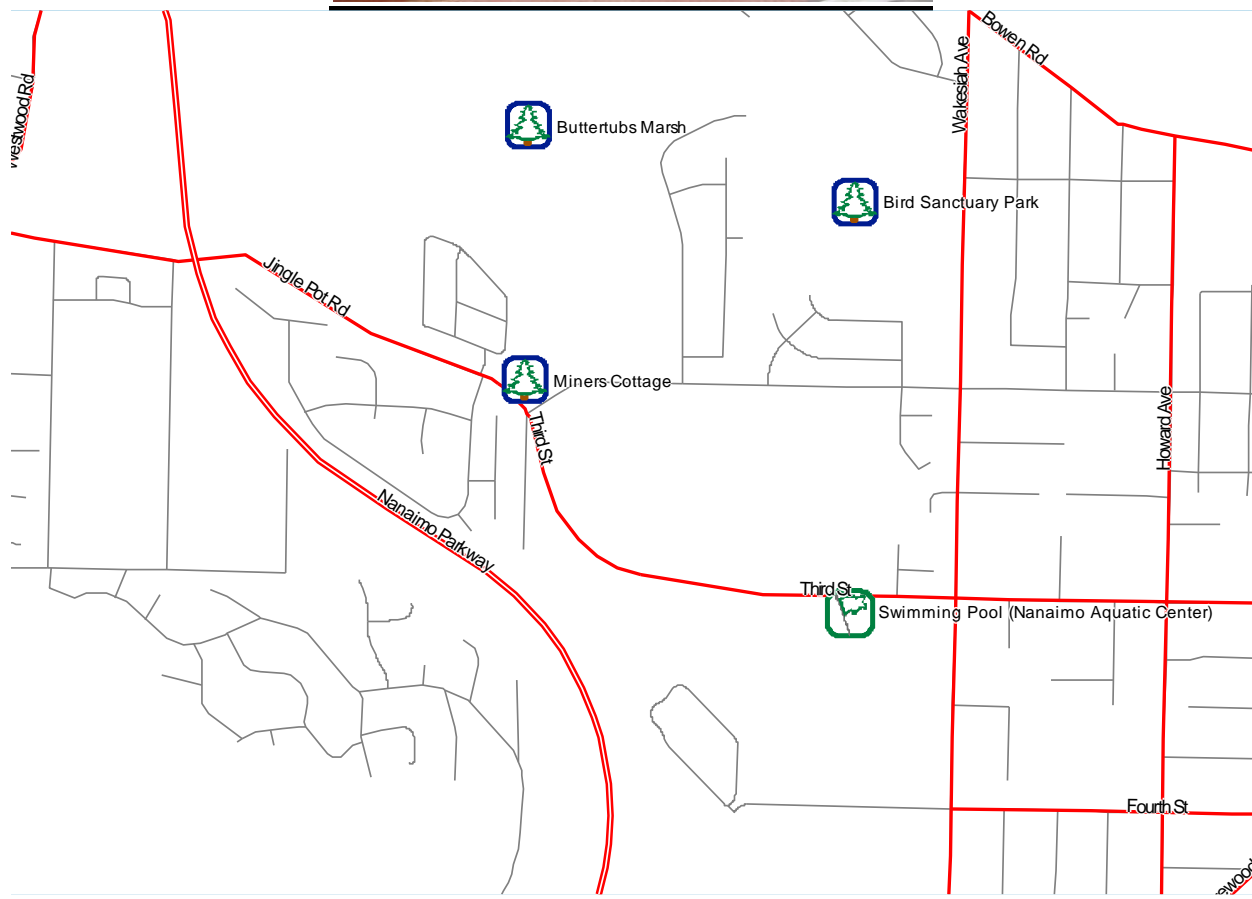 Bowen Rd
Wakesiah Ave
Westwood Rd
Buttertubs Marsh
Bird Sanctuary Park
Jingle Pot Rd
Miners Cottage
Howard Ave
Third St
Nanaimo Parkway
Third St
Swimming Pool (Nanaimo Aquatic Center)
Fourth St
ewood